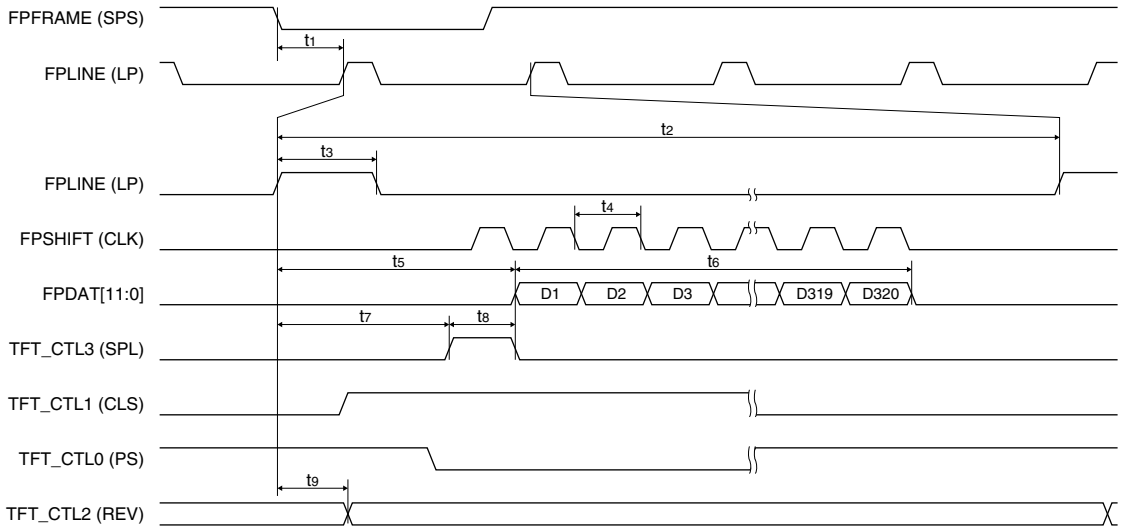 FPFRAME (SPS)
t1
FPLINE (LP)
t2
t3
FPLINE (LP)
t4
FPSHIFT (CLK)
t5
t6
FPDAT[11:0]
D1
D2
D3
D319
D320
t7
t8
TFT_CTL3 (SPL)
TFT_CTL1 (CLS)
TFT_CTL0 (PS)
t9
TFT_CTL2 (REV)